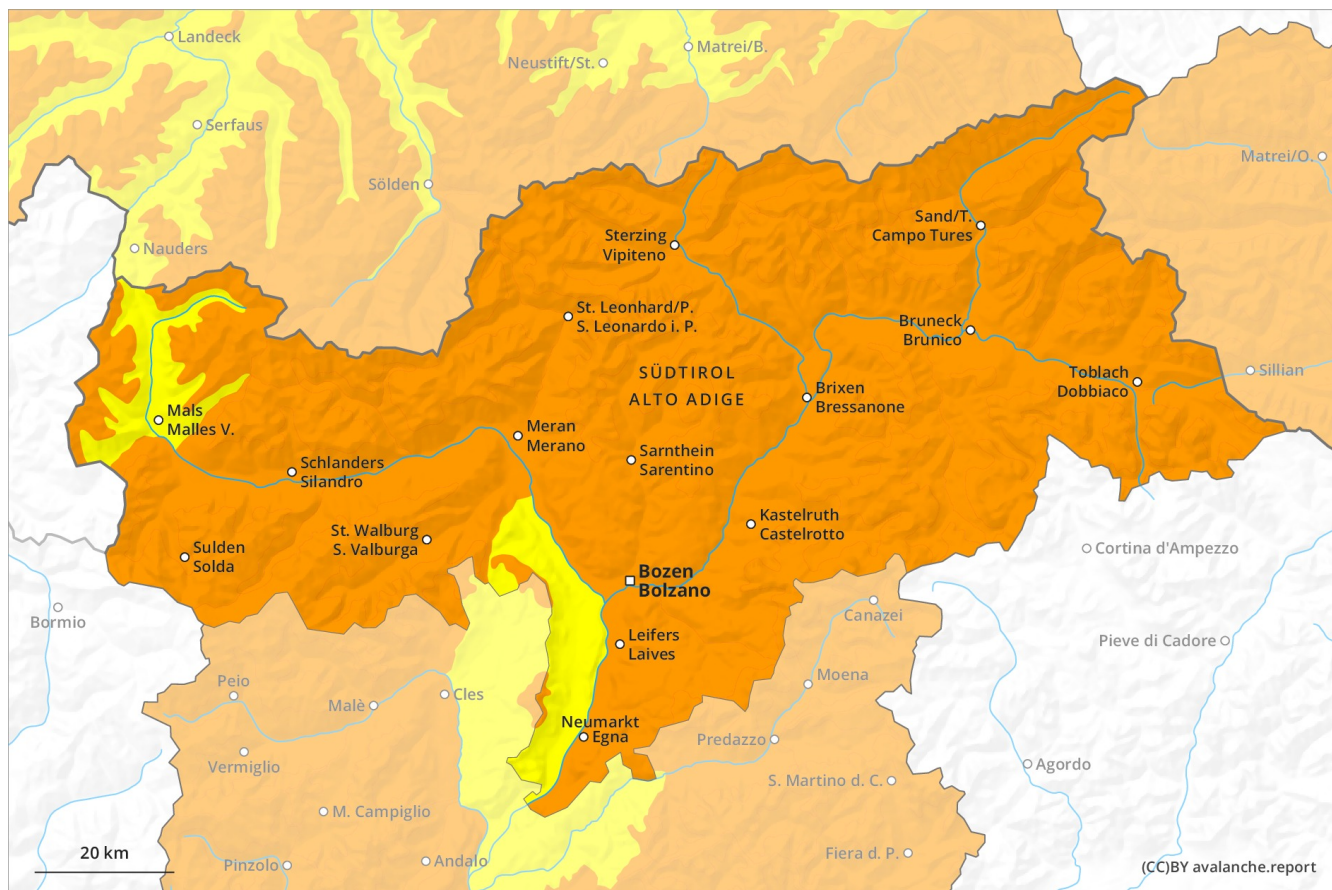 Landeck
Matrei/B.
Neustift/St.
Serfaus
Matrei/O.
Sölden
Sand/T.
Campo Tures
Sterzing
Vipiteno
Nauders
St. Leonhard/P.
S. Leonardo i. P.
Bruneck
Brunico
SÜDTIROL
ALTO ADIGE
Toblach
Dobbiaco
Sillian
Brixen
Bressanone
Mals
Malles V.
Meran
Merano
Sarnthein
Sarentino
Schlanders
Silandro
Kastelruth
Castelrotto
St. Walburg
S. Valburga
Sulden
Solda
Cortina d'Ampezzo
Bozen
Bolzano
Bormio
Canazei
Leifers
Laives
Pieve di Cadore
Peio
Moena
Cles
Malè
Neumarkt
Egna
Predazzo
Vermiglio
Agordo
S. Martino d. C.
M. Campiglio
20 km
Fiera d. P.
Pinzolo
Andalo
(CC)BY avalanche.report